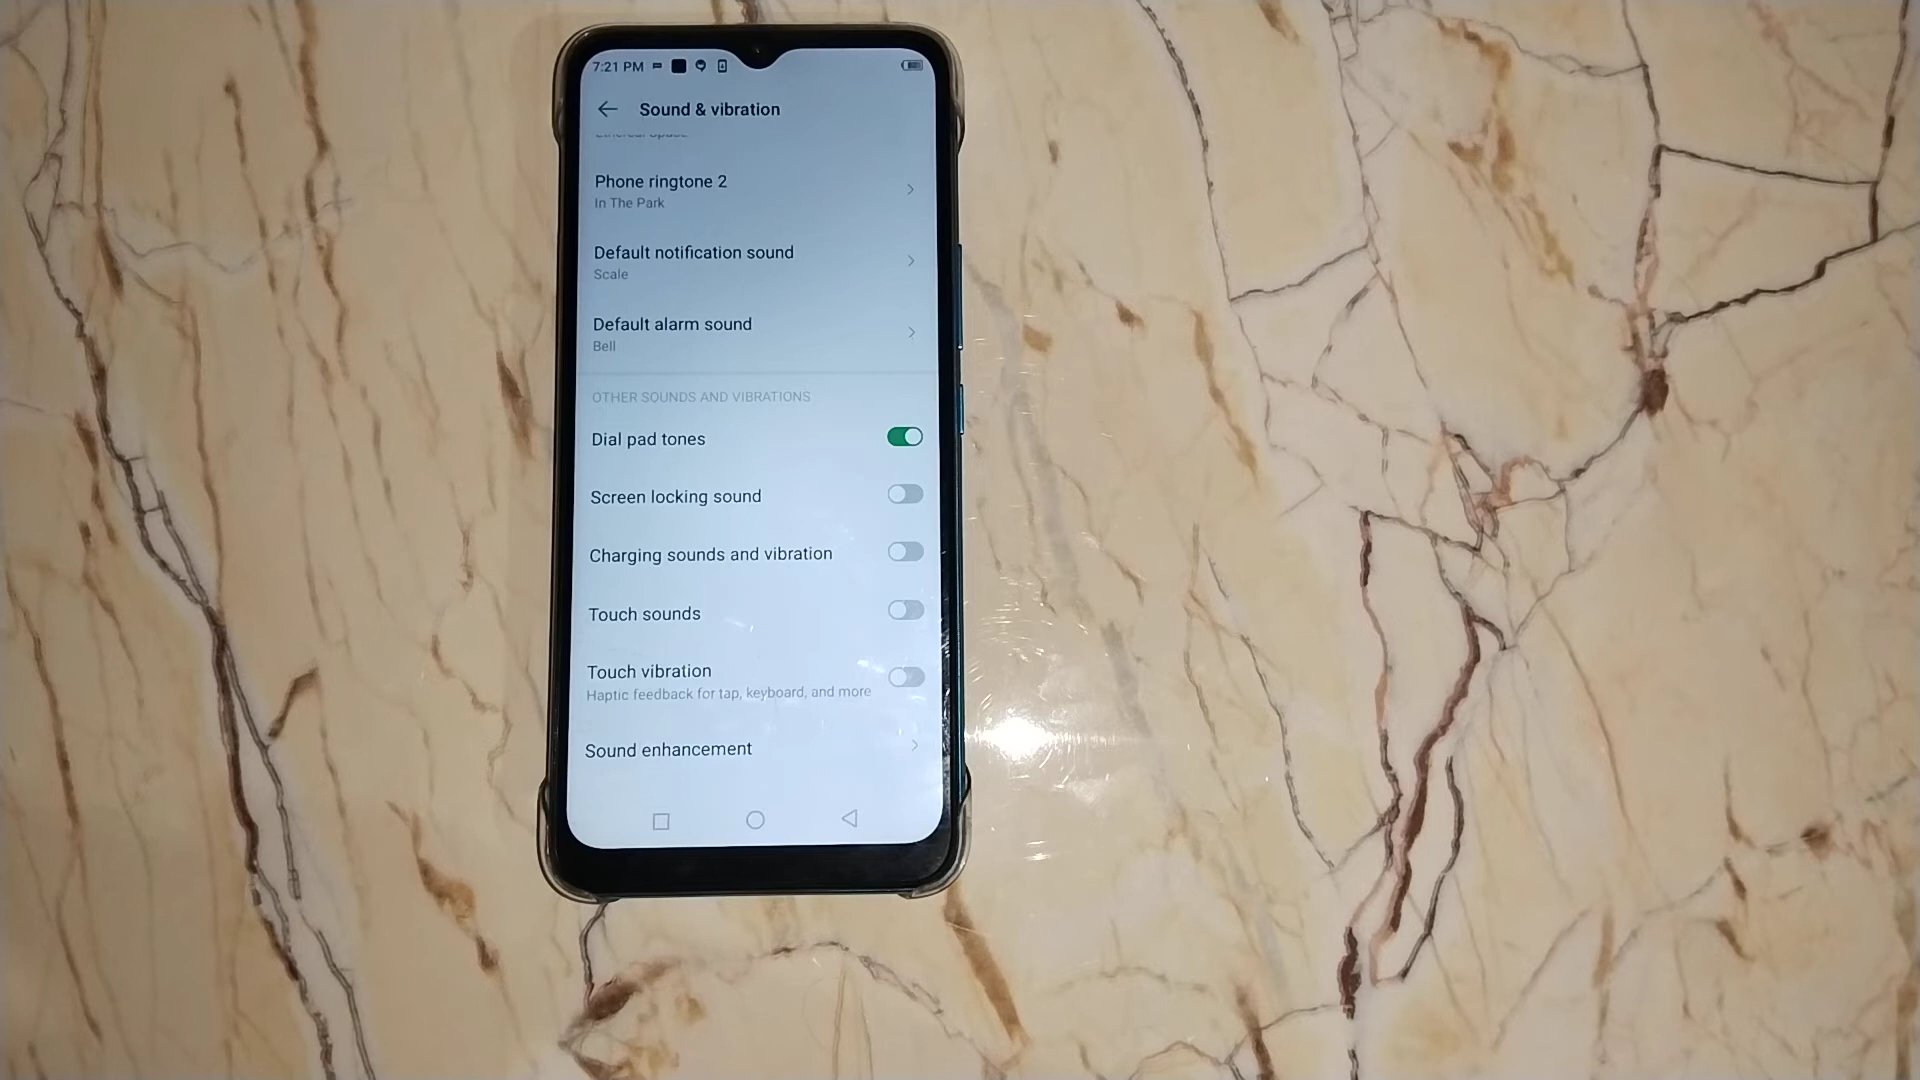 7:21 PM
Sound & vibration
Phone ringtone 2
In The Park
Default notification sound
Scale
Default alarm sound
Bell
OTHER SOUNDS AND VIBRATIONS
Dial pad tones
Screen locking sound
Charging sounds and vibration
Touch sounds
Touch vibration
Haptic feedback for tap, keyboard, and more
Sound enhancement